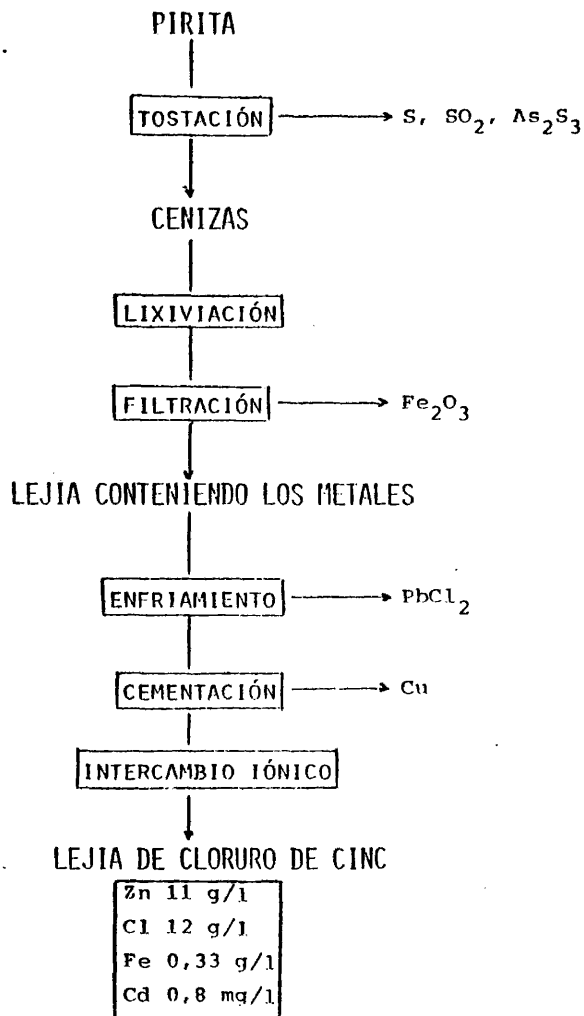 PIRITA
TOSTACIÓN S, SO2, As2S3
CENIZAS
LIXIVIACIÓN
FILTRACIÓN Fe2O3
LEJIA CONTENIENDO LOS METALES
ENFRIAMIENTO PbCl2
CEMENTACIÓN Cu
INTERCAMBIO IÓNICO
LEJIA DE CLORURO DE CINC
Zn 11 g/l
Cl 12 g/l
Fe 0,33 g/l
Cd 0,8 mg/l